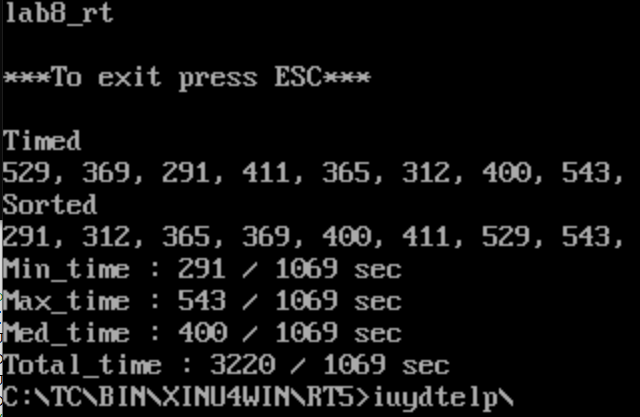 lab8_rt
***To exit press ESC***
Timed
529, 369, 291, 411, 365, 312, 400, 543,
Sorted
291, 312, 365, 369, 400, 411, 529, 543,
Min_time : 291 / 1069 sec
Max_time : 543 / 1069 sec
Med_time : 400 / 1069 sec
Total_time : 3220 / 1069 sec
C:\TC\BIN\XINU4WIN\RT5>iuydtelp\